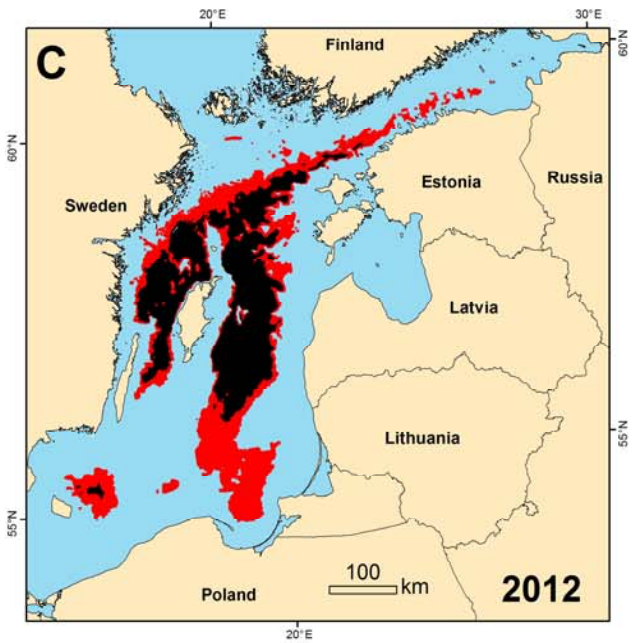 20°E
30°E
C
Finland
60°N
60°N
Estonia
Russia
Sweden
Latvia
Lithuania
55°N
55°N
100
km
Poland
2012
20°E